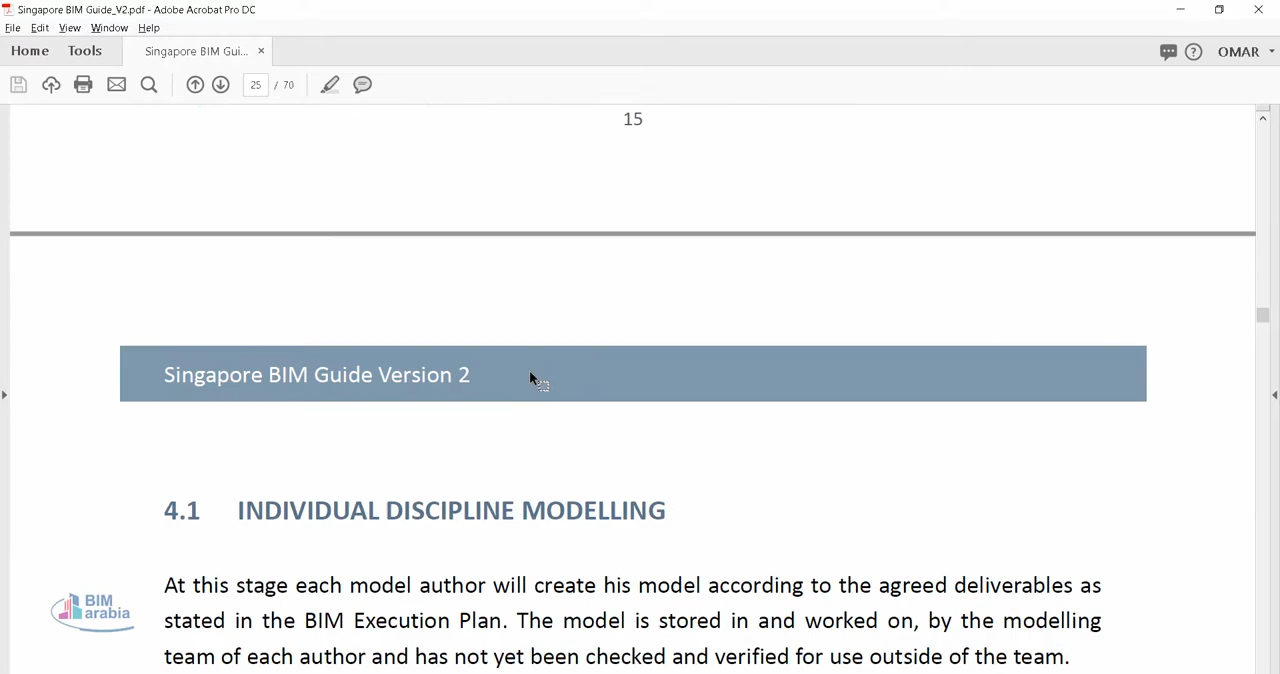 Singapore BIM Guide_V2.pdf - Adobe Acrobat Pro DC
File Edit View Window Help
Home Tools Singapore BIM Gui... ×
OMAR
25 / 70
15
Singapore BIM Guide Version 2
4.1 INDIVIDUAL DISCIPLINE MODELLING
At this stage each model author will create his model according to the agreed deliverables as
stated in the BIM Execution Plan. The model is stored in and worked on, by the modelling
team of each author and has not yet been checked and verified for use outside of the team.
BIM
arabia